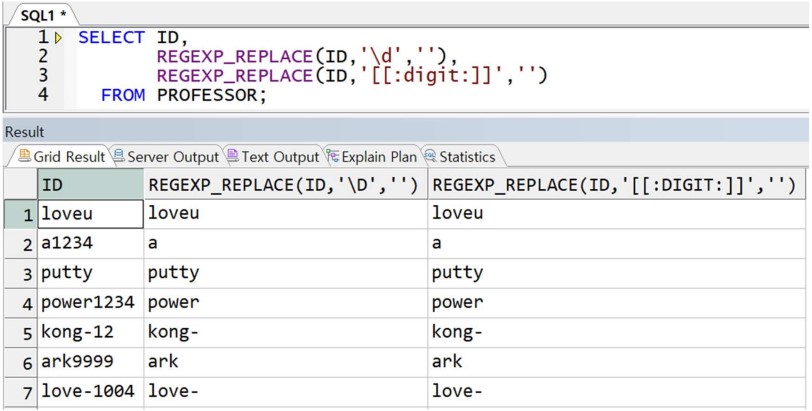 SQL1 *
1 SELECT ID,
2 REGEXP_REPLACE(ID,'\d',''),
3 REGEXP_REPLACE(ID,'[[:digit:]]','')
4 FROM PROFESSOR;
Result
Grid Result Server Output Text Output Explain Plan Statistics
ID REGEXP_REPLACE(ID,'\D','') REGEXP_REPLACE(ID,'[[:DIGIT:]]','')
1 loveu loveu loveu
2 a1234 a a
3 putty putty putty
4 power1234 power power
5 kong-12 kong- kong-
6 ark9999 ark ark
7 love-1004 love- love-